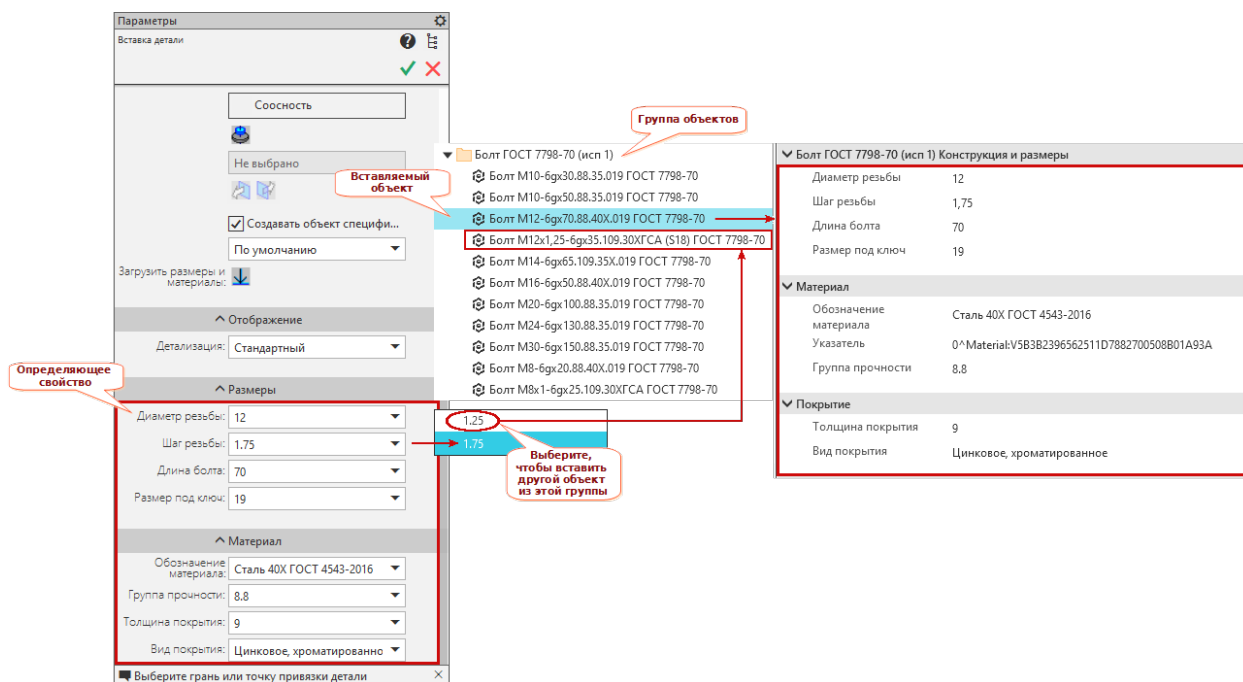 Параметры
Вставка детали
Соосность
Не выбрано
Создавать объект специфи...
По умолчанию
Загрузить размеры и
материалы:
Отображение
Детализация: Стандартный
Определяющее
свойство
Размеры
Диаметр резьбы: 12
Шаг резьбы: 1.75
Длина болта: 70
Размер под ключ: 19
Материал
Обозначение
материала: Сталь 40Х ГОСТ 4543-2016
Группа прочности: 8.8
Толщина покрытия: 9
Вид покрытия: Цинковое, хроматированно
Выберите грань или точку привязки детали
Группа объектов
Вставляемый
объект
Болт ГОСТ 7798-70 (исп 1)
Болт М10-6gx30.88.35.019 ГОСТ 7798-70
Болт М10-6gx50.88.35.019 ГОСТ 7798-70
Болт М12-6gx70.88.40Х.019 ГОСТ 7798-70
Болт М12x1,25-6gx35.109.30ХГСА (S18) ГОСТ 7798-70
Болт М14-6gx65.109.35Х.019 ГОСТ 7798-70
Болт М16-6gx50.88.40Х.019 ГОСТ 7798-70
Болт М20-6gx100.88.35.019 ГОСТ 7798-70
Болт М24-6gx130.88.35.019 ГОСТ 7798-70
Болт М30-6gx150.88.35.019 ГОСТ 7798-70
Болт М8-6gx20.88.40Х.019 ГОСТ 7798-70
Болт М8x1-6gx25.109.30ХГСА ГОСТ 7798-70
1.25
1.75
Выберите,
чтобы вставить
другой объект
из этой группы
Болт ГОСТ 7798-70 (исп 1) Конструкция и размеры
Диаметр резьбы 12
Шаг резьбы 1,75
Длина болта 70
Размер под ключ 19
Материал
Обозначение
материала Сталь 40Х ГОСТ 4543-2016
Указатель 0^Material:V5B3B2396562511D7882700508B01A93A
Группа прочности 8.8
Покрытие
Толщина покрытия 9
Вид покрытия Цинковое, хроматированное